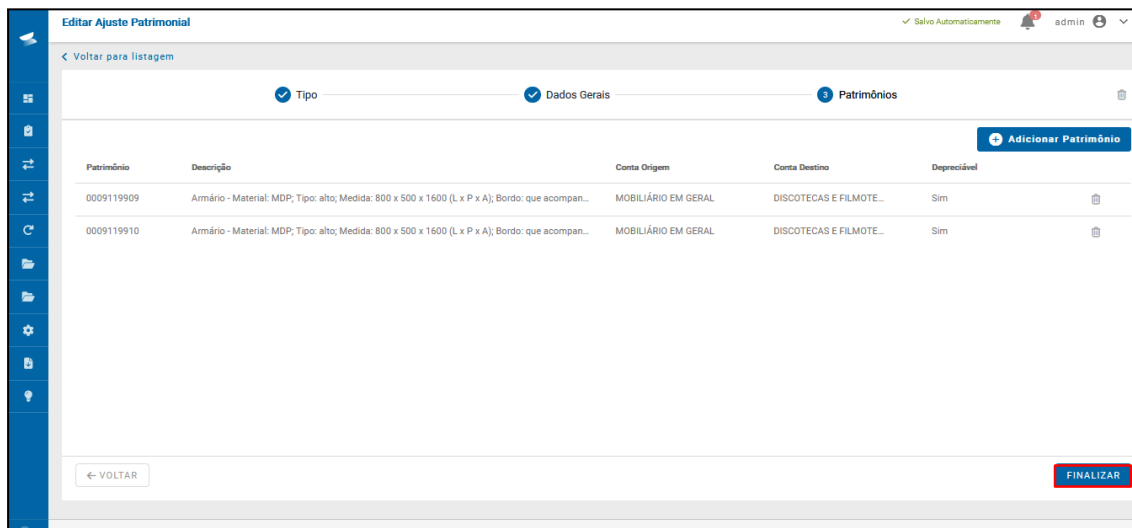 Editar Ajuste Patrimonial
Salvo Automaticamente
1
admin
Voltar para listagem
Tipo
Dados Gerais
3 Patrimônios
Adicionar Patrimônio
Patrimônio Descrição Conta Origem Conta Destino Depreciável
0009119909 Armário - Material: MDP; Tipo: alto; Medida: 800 x 500 x 1600 (L x P x A); Bordo: que acompan... MOBILIÁRIO EM GERAL DISCOTECAS E FILMOTE... Sim
0009119910 Armário - Material: MDP; Tipo: alto; Medida: 800 x 500 x 1600 (L x P x A); Bordo: que acompan... MOBILIÁRIO EM GERAL DISCOTECAS E FILMOTE... Sim
VOLTAR
FINALIZAR